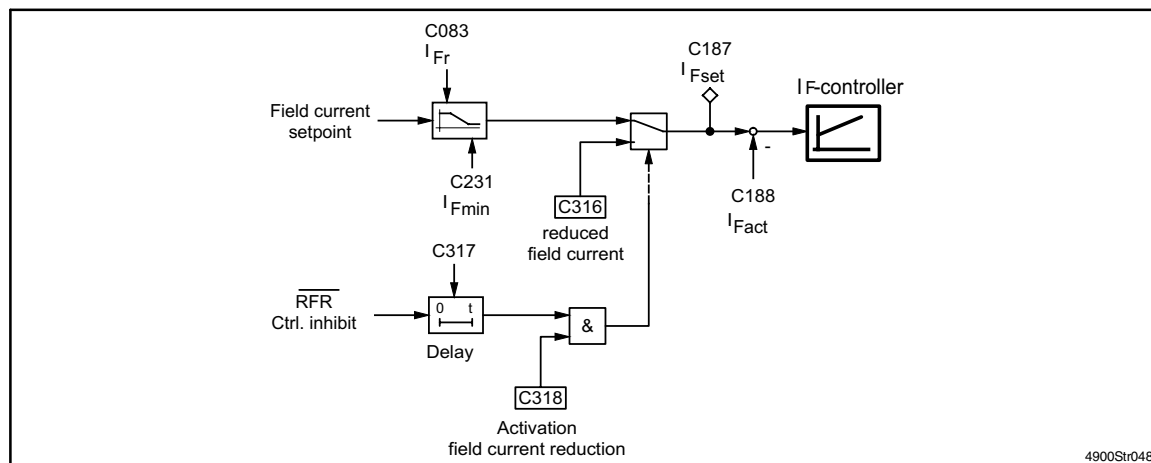 C083
I Fr
C187
I Fset
I F-controller
Field current
setpoint
C231
I Fmin
-
C188
I Fact
C316
reduced
field current
C317
RFR
Ctrl. inhibit
0 t
Delay
&
C318
Activation
field current reduction
4900Str048